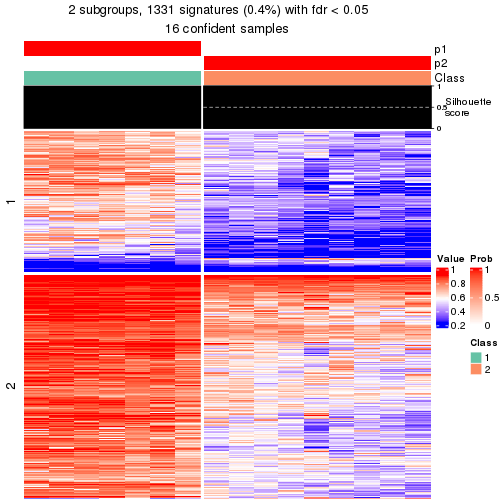 2 subgroups, 1331 signatures (0.4%) with fdr < 0.05
16 confident samples
p1
p2
Class
1
0.5
0
Silhouette
score
1
2
Value
1
0.8
0.6
0.4
0.2
Prob
1
0.5
0
Class
1
2